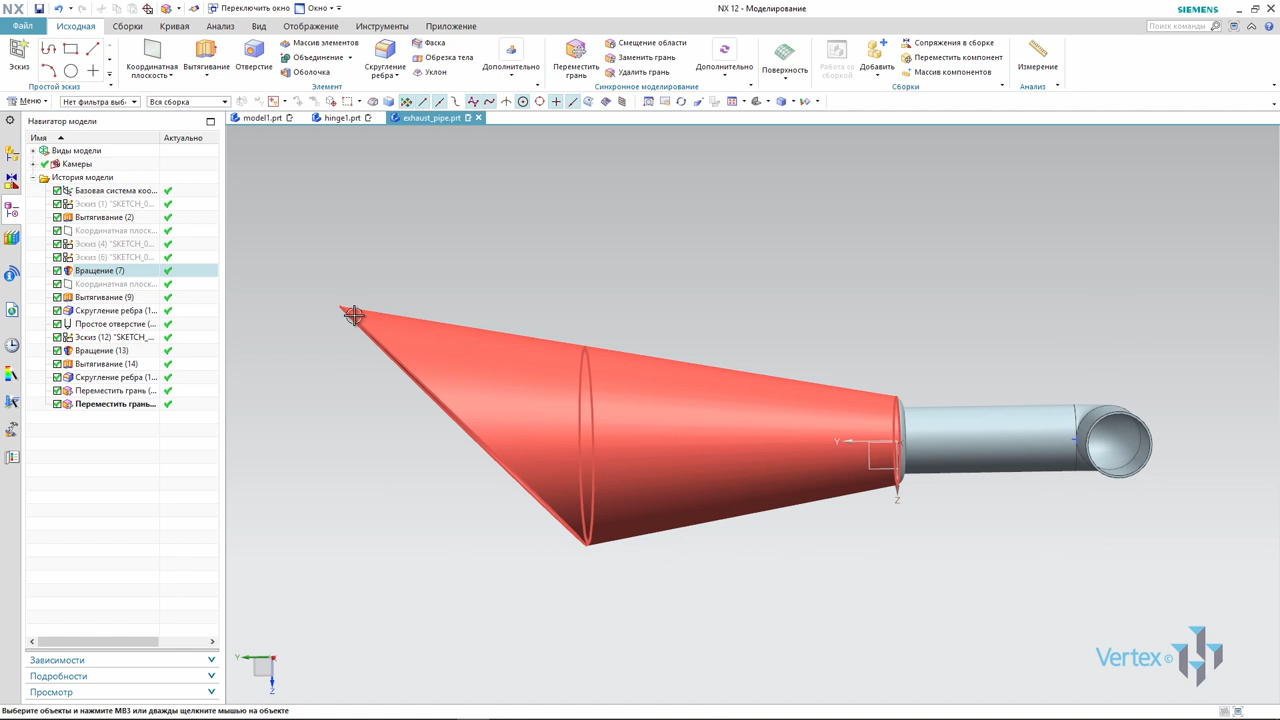 NX
Переключить окно
Окно
NX 12 - Моделирование
SIEMENS
Файл
Исходная
Сборки
Кривая
Анализ
Вид
Отображение
Инструменты
Приложение
Поиск команды
Эскиз
Простой эскиз
Координатная плоскость
Вытягивание
Отверстие
Массив элементов
Объединение
Оболочка
Скругление ребра
Фаска
Обрезка тела
Уклон
Дополнительно
Элемент
Переместить грань
Смещение области
Заменить грань
Удалить грань
Дополнительно
Синхронное моделирование
Поверхность
Работа со сборкой
Добавить
Сопряжения в сборке
Переместить компонент
Массив компонентов
Сборки
Измерение
Анализ
Меню
Нет фильтра выб
Вся сборка
Навигатор модели
model1.prt
hinge1.prt
exhaust_pipe.prt
Имя
Актуально
Виды модели
Камеры
История модели
Базовая система коо...
Эскиз (1) "SKETCH_0...
Вытягивание (2)
Координатная плоск...
Эскиз (4) "SKETCH_0...
Эскиз (6) "SKETCH_0...
Вращение (7)
Координатная плоск...
Вытягивание (9)
Скругление ребра (1...
Простое отверстие (...
Эскиз (12) "SKETCH_...
Вращение (13)
Вытягивание (14)
Скругление ребра (1...
Переместить грань (...
Переместить грань...
Y
Z
Y
Z
Vertex ©
Зависимости
Подробности
Просмотр
Выберите объекты и нажмите МВ3 или дважды щелкните мышью на объекте